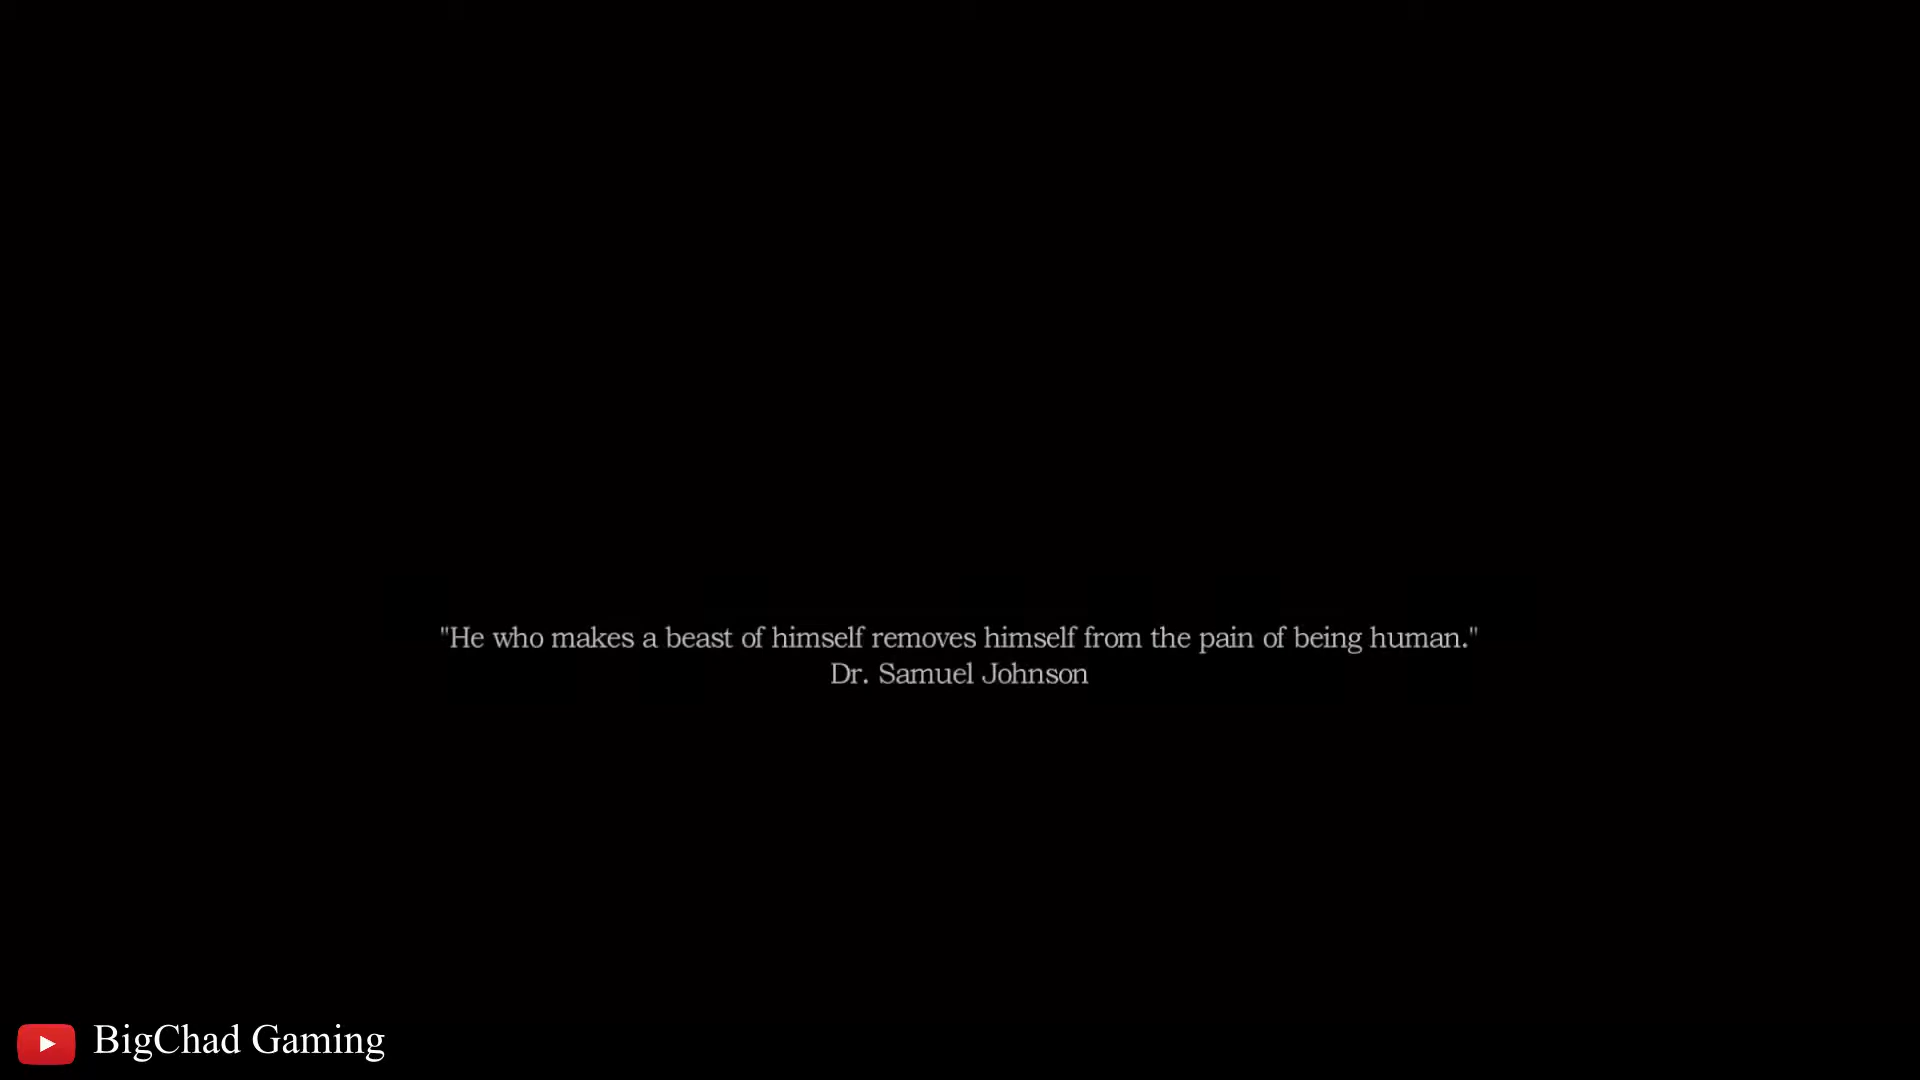 "He who makes a beast of himself removes himself from the pain of being human."
Dr. Samuel Johnson
BigChad Gaming